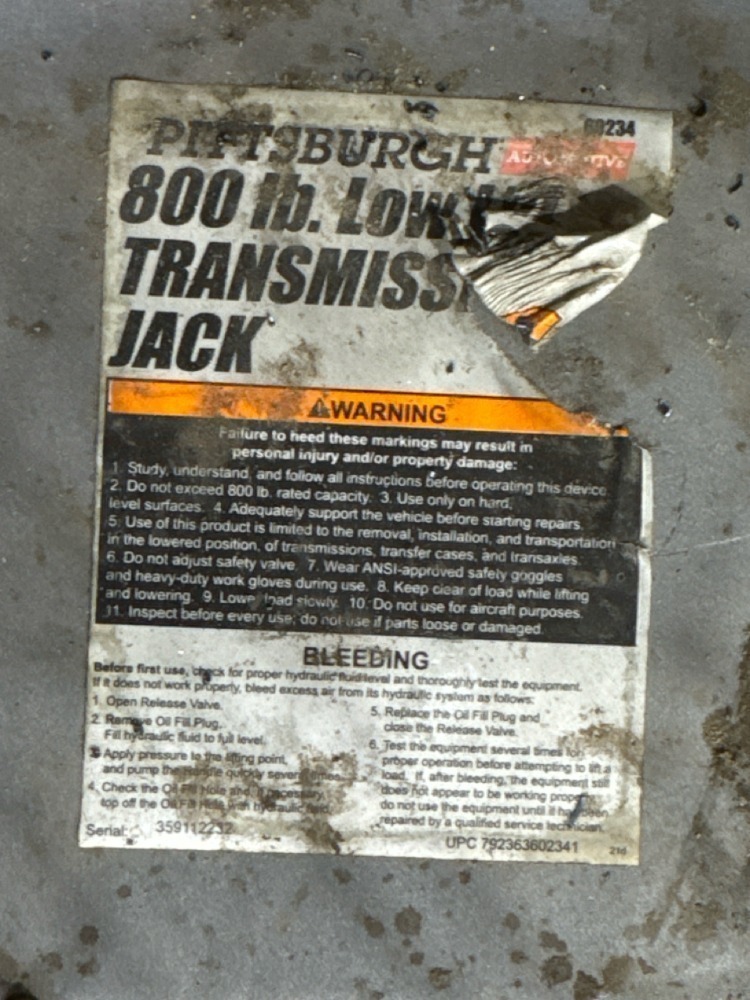 60234
PITTSBURGH AUTOMOTIVE
800 lb. Low
TRANSMISS
JACK
WARNING
Failure to heed these markings may result in
personal injury and/or property damage:
1. Study, understand, and follow all instructions before operating this device.
2. Do not exceed 800 lb. rated capacity. 3. Use only on hard,
level surfaces. 4. Adequately support the vehicle before starting repairs.
5. Use of this product is limited to the removal, installation, and transportation
in the lowered position, of transmissions, transfer cases, and transaxles.
6. Do not adjust safety valve. 7. Wear ANSI-approved safety goggles
and heavy-duty work gloves during use. 8. Keep clear of load while lifting
and lowering. 9. Lower load slowly. 10. Do not use for aircraft purposes.
11. Inspect before every use; do not use if parts loose or damaged.
BLEEDING
Before first use, check for proper hydraulic fluid level and thoroughly test the equipment.
If it does not work properly, bleed excess air from its hydraulic system as follows:
1. Open Release Valve.
2. Remove Oil Fill Plug.
Fill hydraulic fluid to full level.
3. Apply pressure to the lifting point,
and pump the handle quickly several times.
4. Check the Oil Fill Hole and, if necessary,
top off the Oil Fill Hole with hydraulic fluid.
5. Replace the Oil Fill Plug and
close the Release Valve.
6. Test the equipment several times for
proper operation before attempting to lift a
load. If, after bleeding, the equipment still
does not appear to be working properly,
do not use the equipment until it has been
repaired by a qualified service technician.
Serial: 359112232
UPC 792363602341